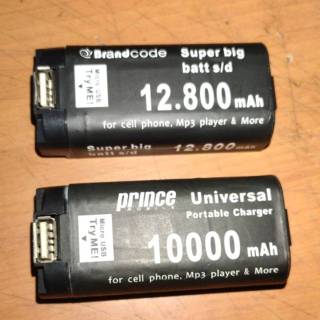 Brandcode
Super big
batt s/d
Micro USB
Try ME!
12.800 mAh
for cell phone, Mp3 player & More
Super big 12.800 mAh
batt s/d
prince Universal
Portable Charger
Micro USB
Try ME!
10000 mAh
for cell phone, Mp3 player & More